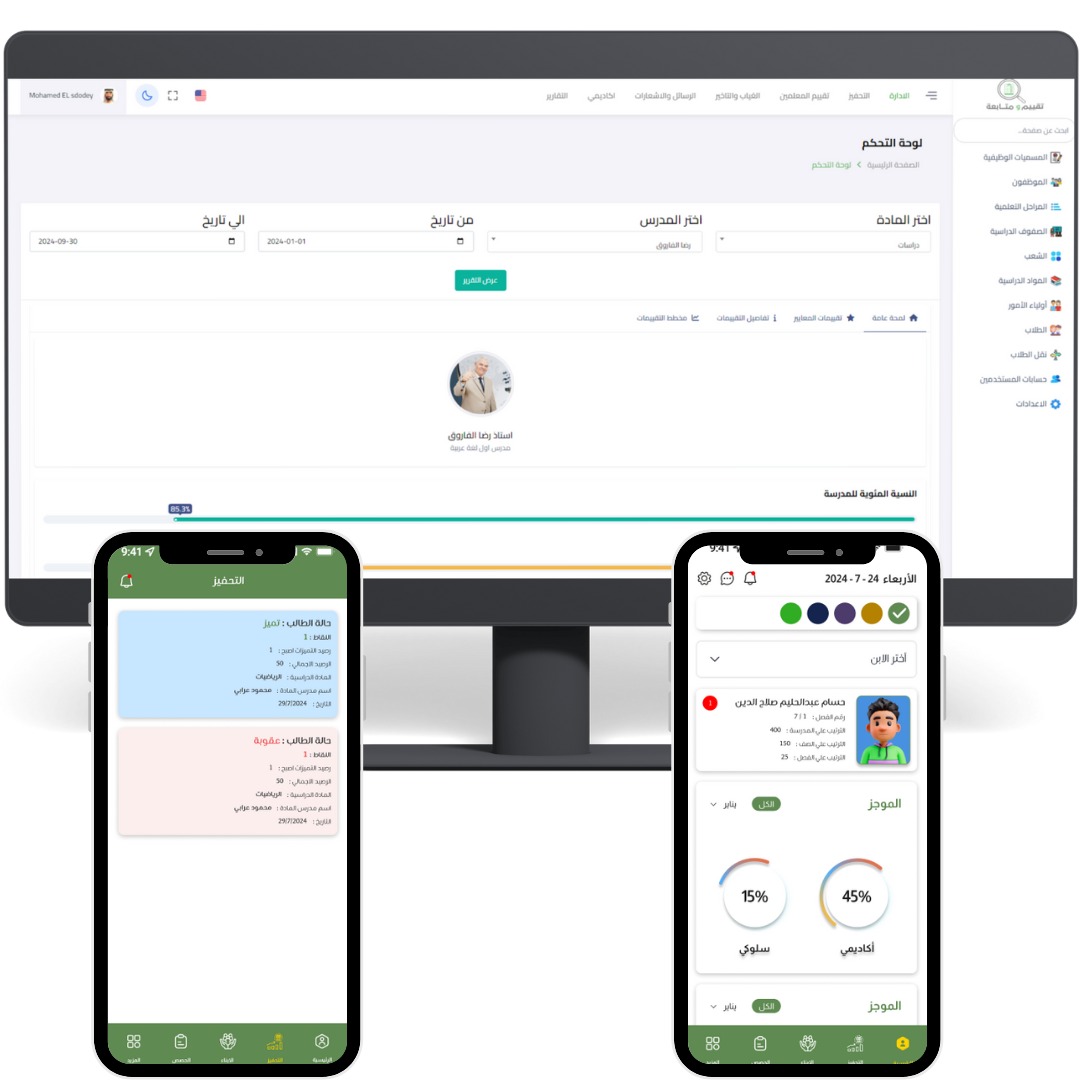 Mohamed EL sdodey
الادارة
التحفيز
تقييم المعلمين
الغياب والتاخير
الرسائل والاشعارات
اكاديمي
التقارير
تقييم و متابعة
ابحث عن صفحة..
المسميات الوظيفية
الموظفون
المراحل التعلمية
الصفوف الدراسية
الشعب
المواد الدراسية
أولياء الأمور
الطلاب
نقل الطلاب
حسابات المستخدمين
الاعدادات
لوحة التحكم
الصفحة الرئيسية > لوحة التحكم
اختر المادة
اختر المدرس
من تاريخ
الي تاريخ
دراسات
رضا الفاروق
2024-01-01
2024-09-30
عرض التقرير
لمحة عامة
تقييمات المعايير
تفاصيل التقييمات
مخطط التقييمات
استاذ رضا الفاروق
مدرس اول لغة عربية
النسبة المئوية للمدرسة
85.3%
9:41
التحفيز
حالة الطالب : تميز
النقاط : 1
رصيد التميزات اصبح : 1
الرصيد الاجمالي : 50
المادة الدراسية : الرياضيات
اسم مدرس المادة : محمود عرابي
التاريخ : 29/7/2024
حالة الطالب : عقوبة
النقاط : 1
رصيد التميزات اصبح : 1
الرصيد الاجمالي : 50
المادة الدراسية : الرياضيات
اسم مدرس المادة : محمود عرابي
التاريخ : 29/7/2024
الرئيسية
التحفيز
الابناء
الحصص
المزيد
9:41
الأربعاء 24 - 7 - 2024
أختر الابن
حسام عبدالحليم صلاح الدين
1
رقم الفصل : 1 / 7
الترتيب علي المدرسة : 400
الترتيب علي الصف : 150
الترتيب علي الفصل : 25
الموجز
الكل
يناير
45%
15%
أكاديمي
سلوكي
الموجز
الكل
يناير
التحفيز
الابناء
الحصص
المزيد